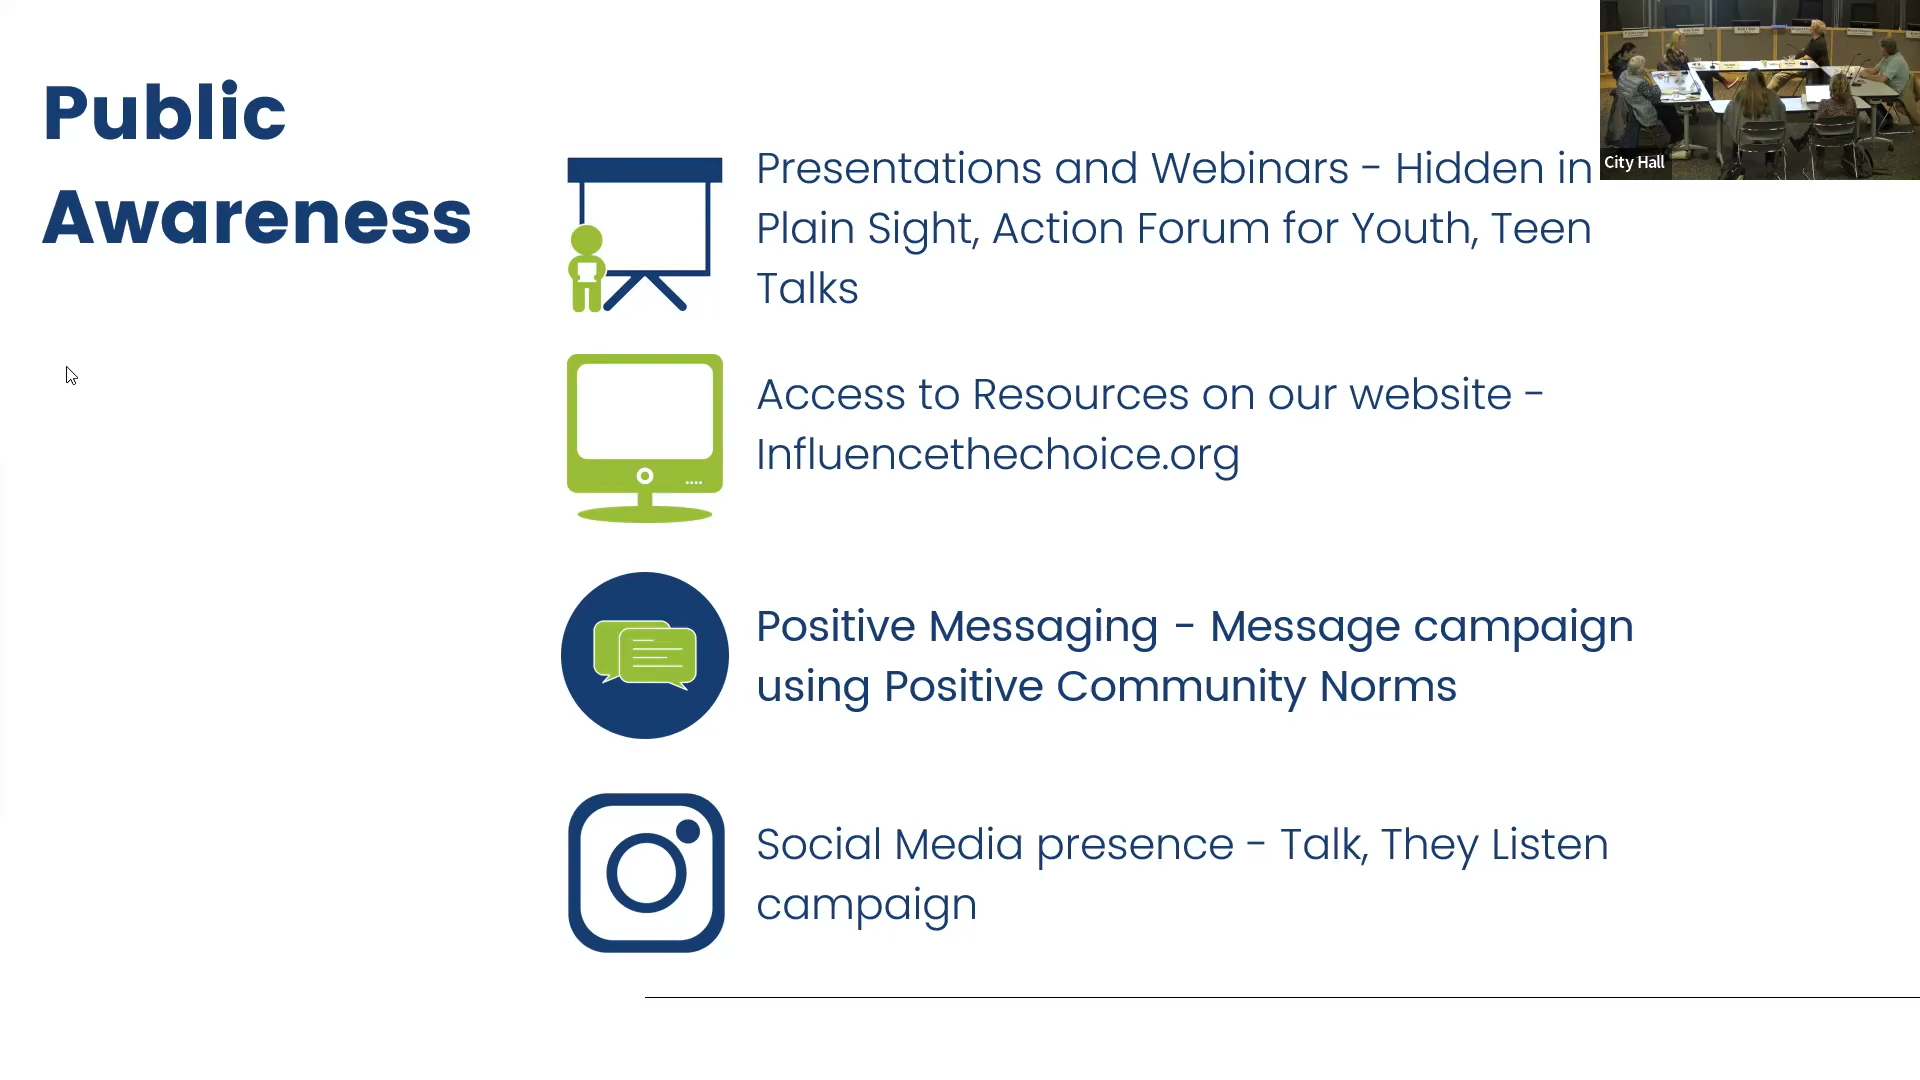 Public
Awareness
Presentations and Webinars - Hidden in
Plain Sight, Action Forum for Youth, Teen
Talks
Access to Resources on our website -
Influencethechoice.org
Positive Messaging - Message campaign
using Positive Community Norms
Social Media presence - Talk, They Listen
campaign
City Hall